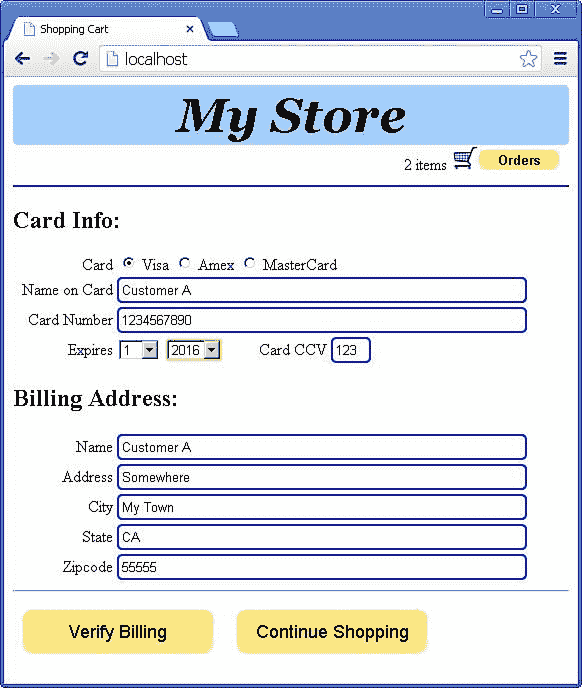 Shopping Cart
localhost
My Store
2 items Orders
Card Info:
Card Visa Amex MasterCard
Name on Card Customer A
Card Number 1234567890
Expires 1 2016 Card CCV 123
Billing Address:
Name Customer A
Address Somewhere
City My Town
State CA
Zipcode 55555
Verify Billing Continue Shopping